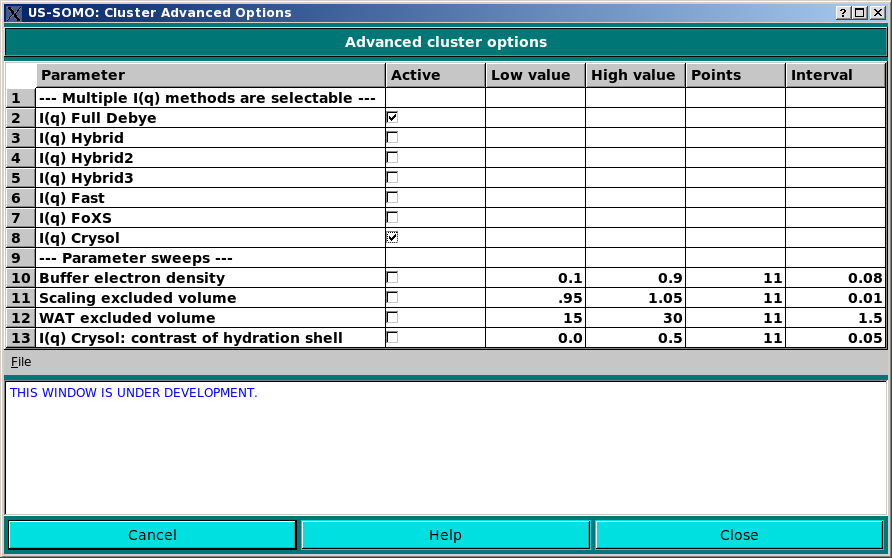 US-SOMO: Cluster Advanced Options
Advanced cluster options
Parameter Active Low value High value Points Interval
1 --- Multiple I(q) methods are selectable ---
2 I(q) Full Debye
3 I(q) Hybrid
4 I(q) Hybrid2
5 I(q) Hybrid3
6 I(q) Fast
7 I(q) FoXS
8 I(q) Crysol
9 --- Parameter sweeps ---
10 Buffer electron density 0.1 0.9 11 0.08
11 Scaling excluded volume .95 1.05 11 0.01
12 WAT excluded volume 15 30 11 1.5
13 I(q) Crysol: contrast of hydration shell 0.0 0.5 11 0.05
File
THIS WINDOW IS UNDER DEVELOPMENT.
Cancel Help Close